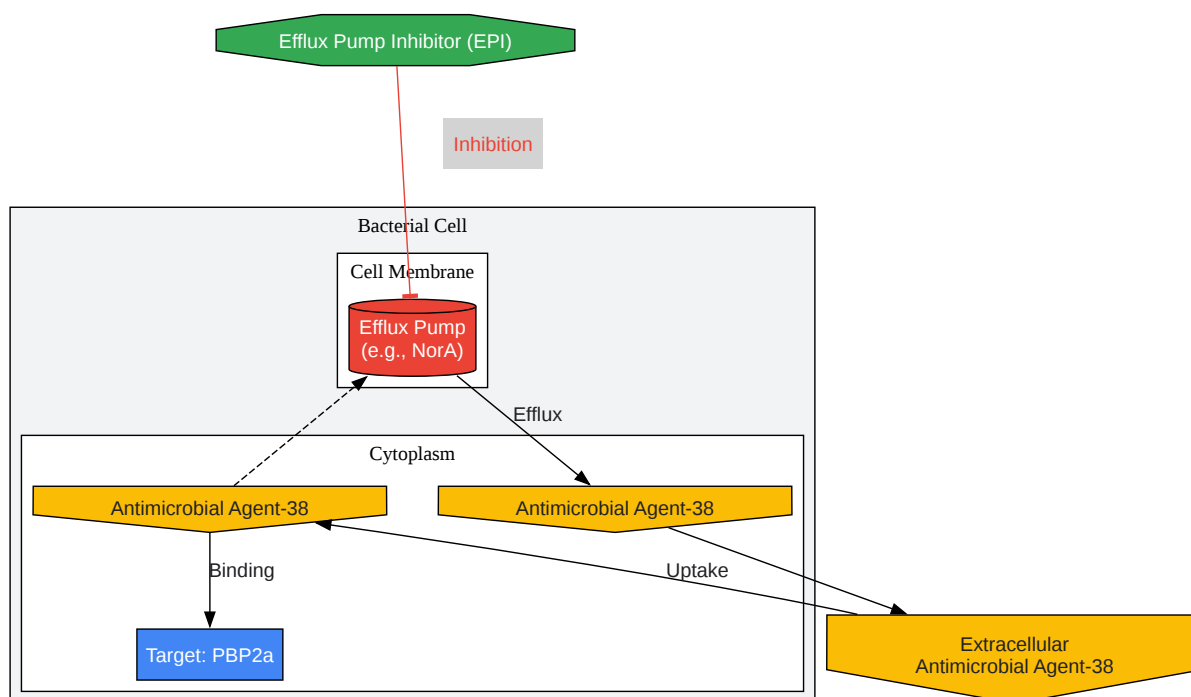 Efflux Pump Inhibitor (EPI)
Inhibition
Bacterial Cell
Cell Membrane
Efflux Pump
(e.g., NorA)
Efflux
Cytoplasm
Antimicrobial Agent-38
Antimicrobial Agent-38
Binding
Uptake
Target: PBP2a
Extracellular
Antimicrobial Agent-38